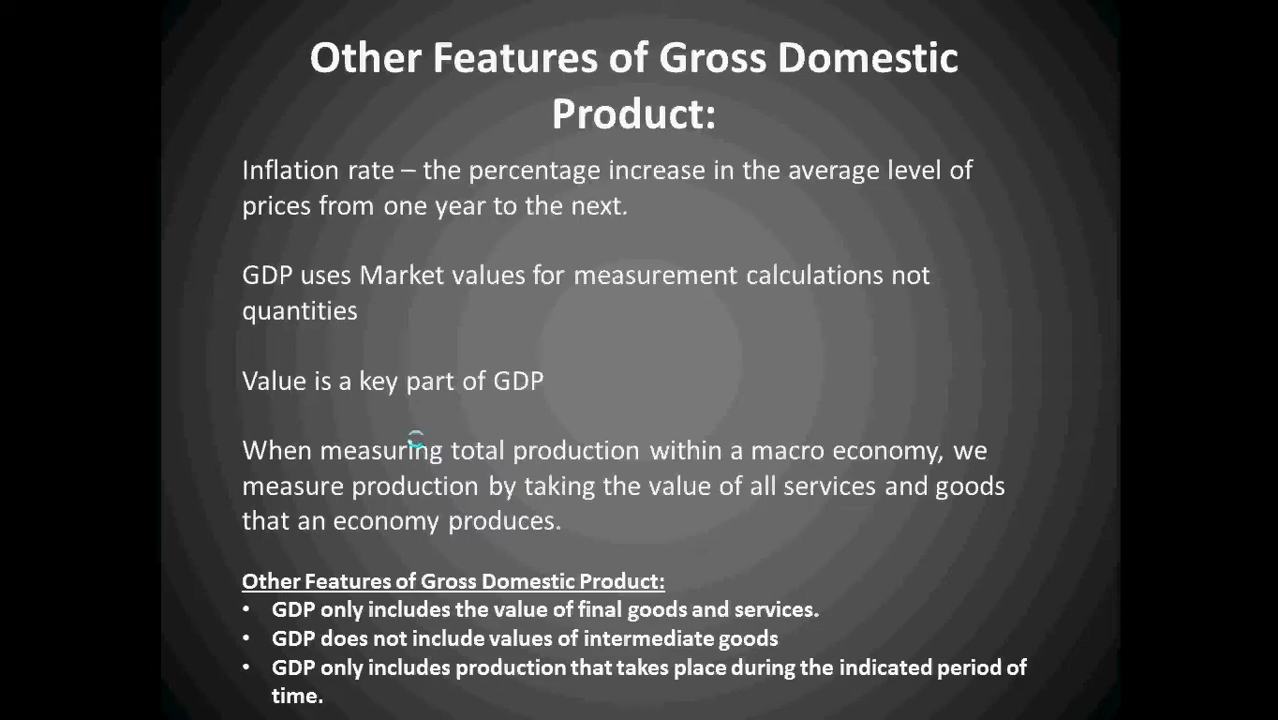 Other Features of Gross Domestic
Product:
Inflation rate – the percentage increase in the average level of
prices from one year to the next.
GDP uses Market values for measurement calculations not
quantities
Value is a key part of GDP
When measuring total production within a macro economy, we
measure production by taking the value of all services and goods
that an economy produces.
Other Features of Gross Domestic Product:
• GDP only includes the value of final goods and services.
• GDP does not include values of intermediate goods
• GDP only includes production that takes place during the indicated period of
time.